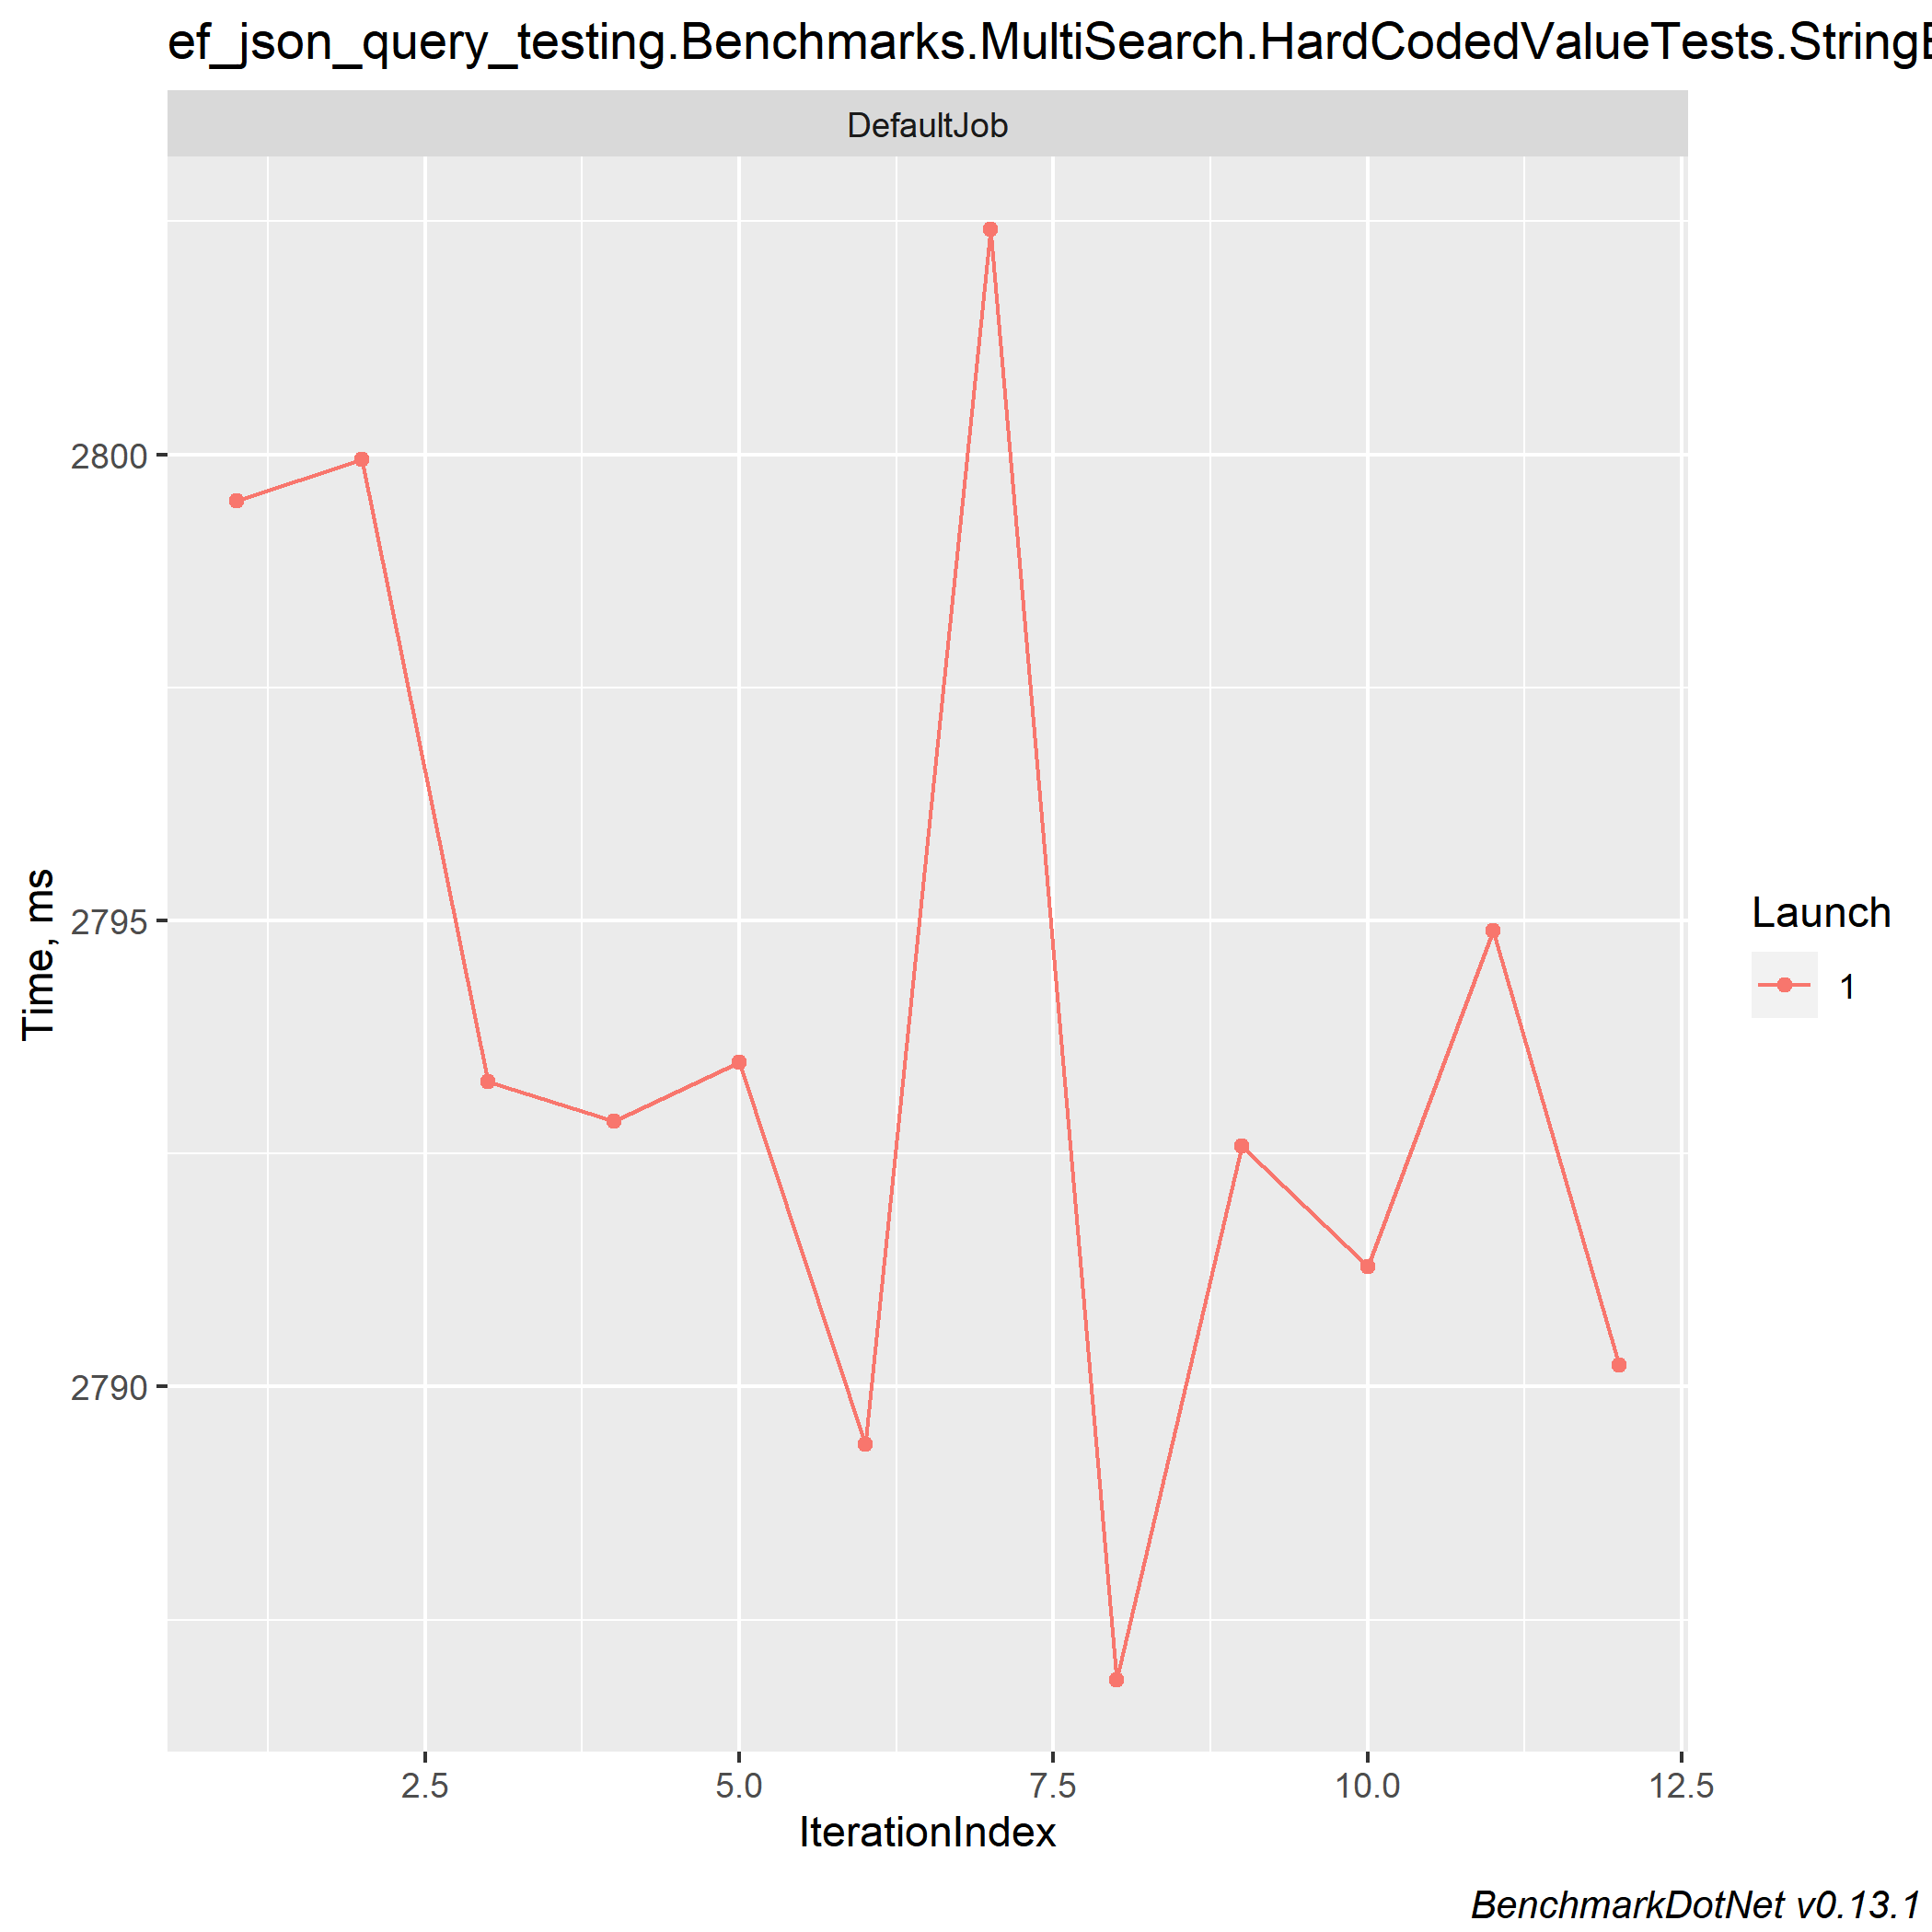 ef_json_query_testing.Benchmarks.MultiSearch.HardCodedValueTests.String
DefaultJob
2800
2795
2790
Time, ms
2.5 5.0 7.5 10.0 12.5
IterationIndex
Launch
1
BenchmarkDotNet v0.13.1